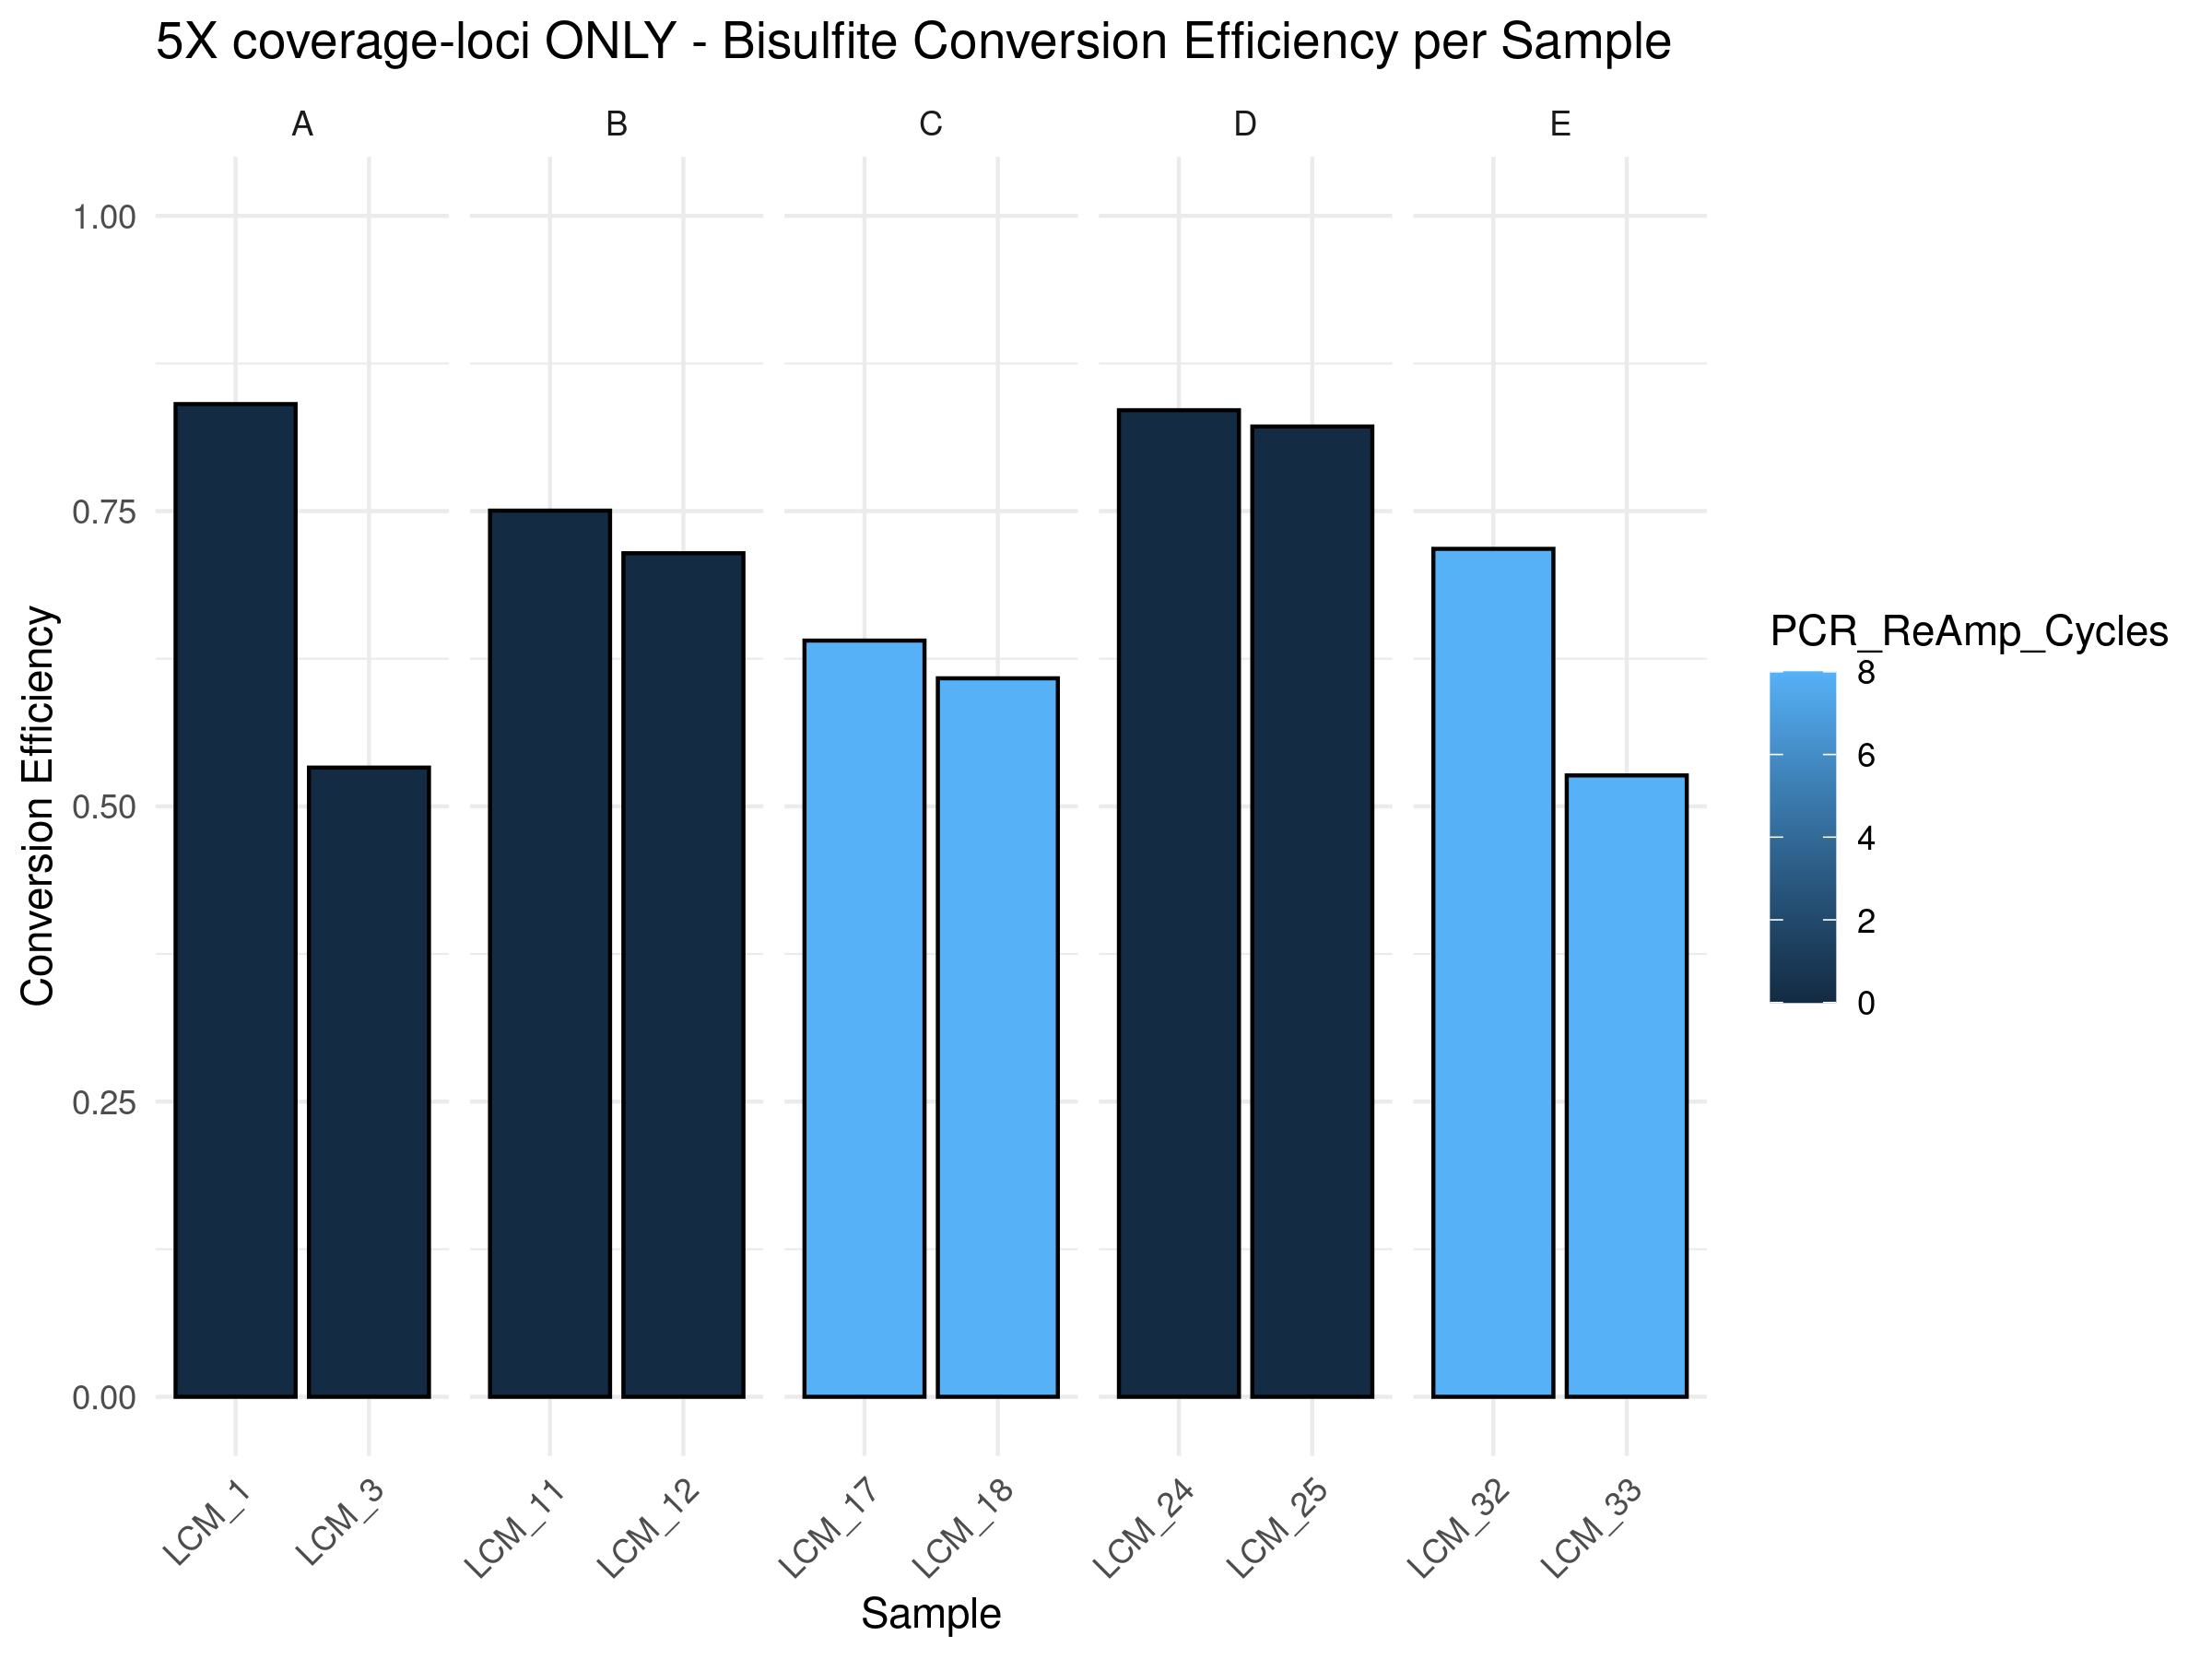 5X coverage-loci ONLY - Bisulfite Conversion Efficiency per Sample
A
B
C
D
E
1.00
0.75
0.50
0.25
0.00
Conversion Efficiency
LCM_1
LCM_3
LCM_11
LCM_12
LCM_17
LCM_18
LCM_24
LCM_25
LCM_32
LCM_33
Sample
PCR_ReAmp_Cycles
8
6
4
2
0